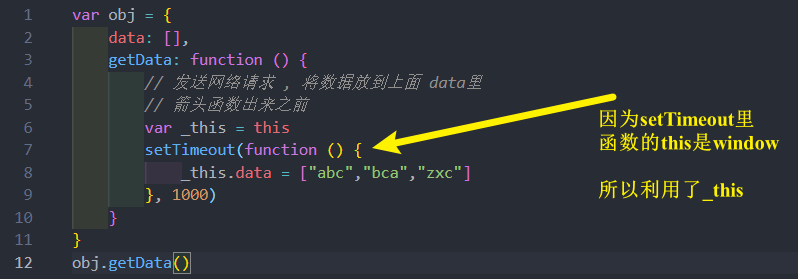 1 var obj = {
2 data: [],
3 getData: function () {
4 // 发送网络请求 , 将数据放到上面 data里
5 // 箭头函数出来之前
6 var _this = this
7 setTimeout(function () {
8 _this.data = ["abc","bca","zxc"]
9 }, 1000)
10 }
11 }
12 obj.getData()
因为setTimeout里
函数的this是window
所以利用了_this